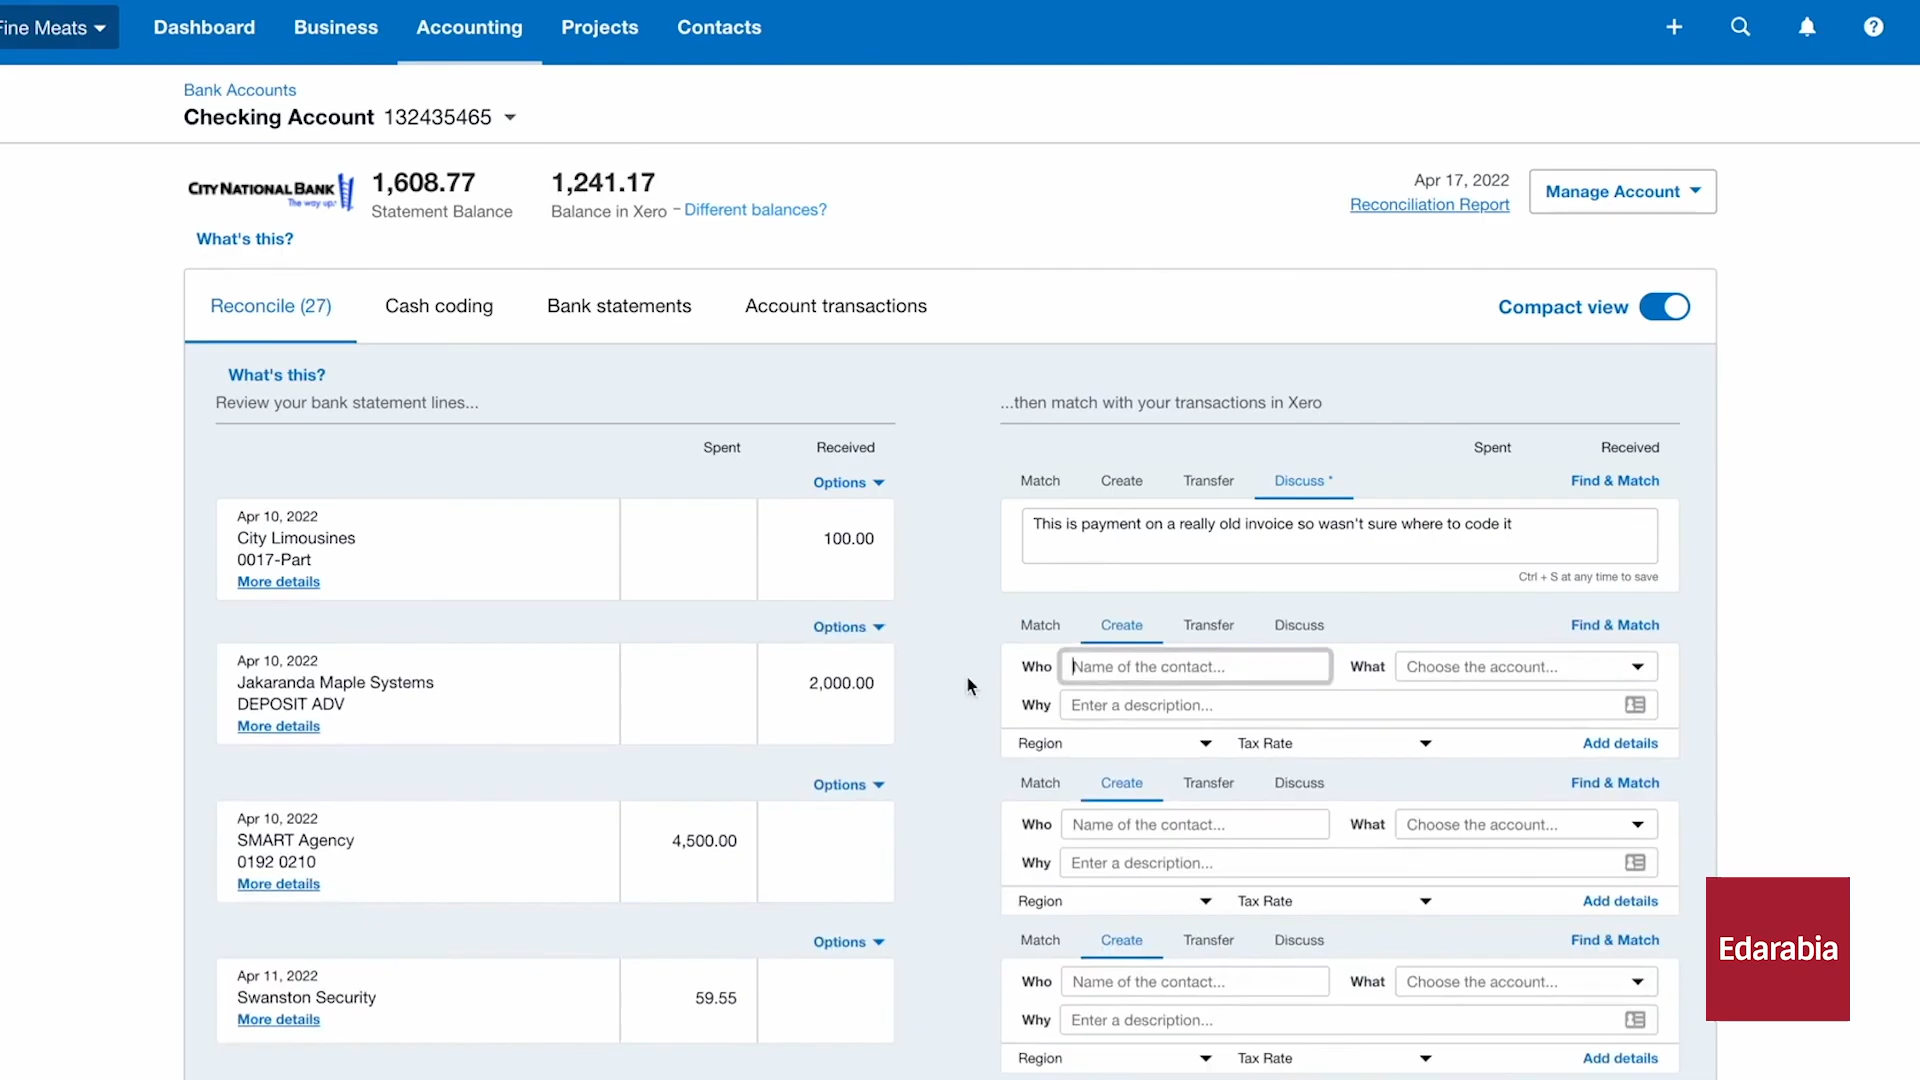 Fine Meats
Dashboard Business Accounting Projects Contacts
Bank Accounts
Checking Account 132435465
CITY NATIONAL BANK
The way up.
1,608.77
Statement Balance
1,241.17
Balance in Xero - Different balances?
Apr 17, 2022
Reconciliation Report
Manage Account
What's this?
Reconcile (27) Cash coding Bank statements Account transactions
Compact view
What's this?
Review your bank statement lines...
...then match with your transactions in Xero
Spent Received
Spent Received
Options
Match Create Transfer Discuss * Find & Match
Apr 10, 2022
City Limousines
0017-Part
More details
100.00
This is payment on a really old invoice so wasn't sure where to code it
Ctrl + S at any time to save
Options
Match Create Transfer Discuss Find & Match
Apr 10, 2022
Jakaranda Maple Systems
DEPOSIT ADV
More details
2,000.00
Who Name of the contact... What Choose the account...
Why Enter a description...
Region Tax Rate Add details
Options
Match Create Transfer Discuss Find & Match
Apr 10, 2022
SMART Agency
0192 0210
More details
4,500.00
Who Name of the contact... What Choose the account...
Why Enter a description...
Region Tax Rate Add details
Options
Match Create Transfer Discuss Find & Match
Apr 11, 2022
Swanston Security
More details
59.55
Who Name of the contact... What Choose the account...
Why Enter a description...
Region Tax Rate Add details
Edarabia